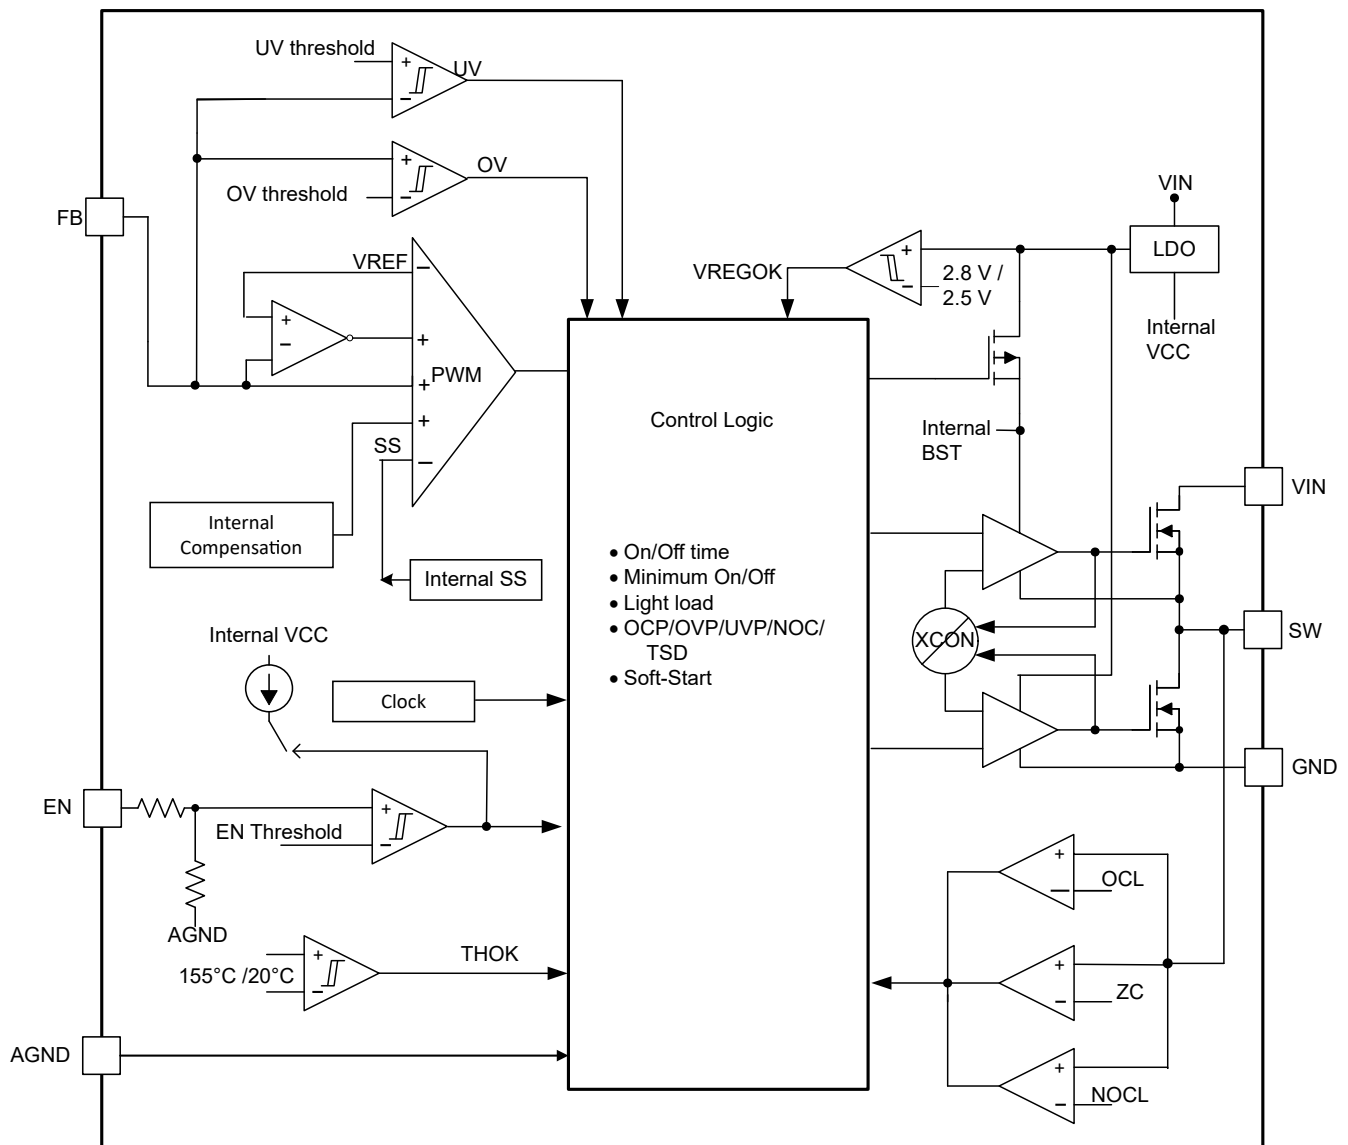 UV threshold
+
−
UV
+
−
OV
OV threshold
FB
VREF
−
+
−
+
PWM
+
+
SS
−
Internal
Compensation
Internal SS
Internal VCC
Clock
EN
+
−
EN Threshold
AGND
155°C /20°C
+
−
THOK
AGND
Control Logic
• On/Off time
• Minimum On/Off
• Light load
• OCP/OVP/UVP/NOC/
TSD
• Soft-Start
VREGOK
+
−
2.8 V /
2.5 V
VIN
LDO
Internal
VCC
Internal
BST
XCON
VIN
SW
GND
+
−
OCL
+
−
ZC
+
−
NOCL